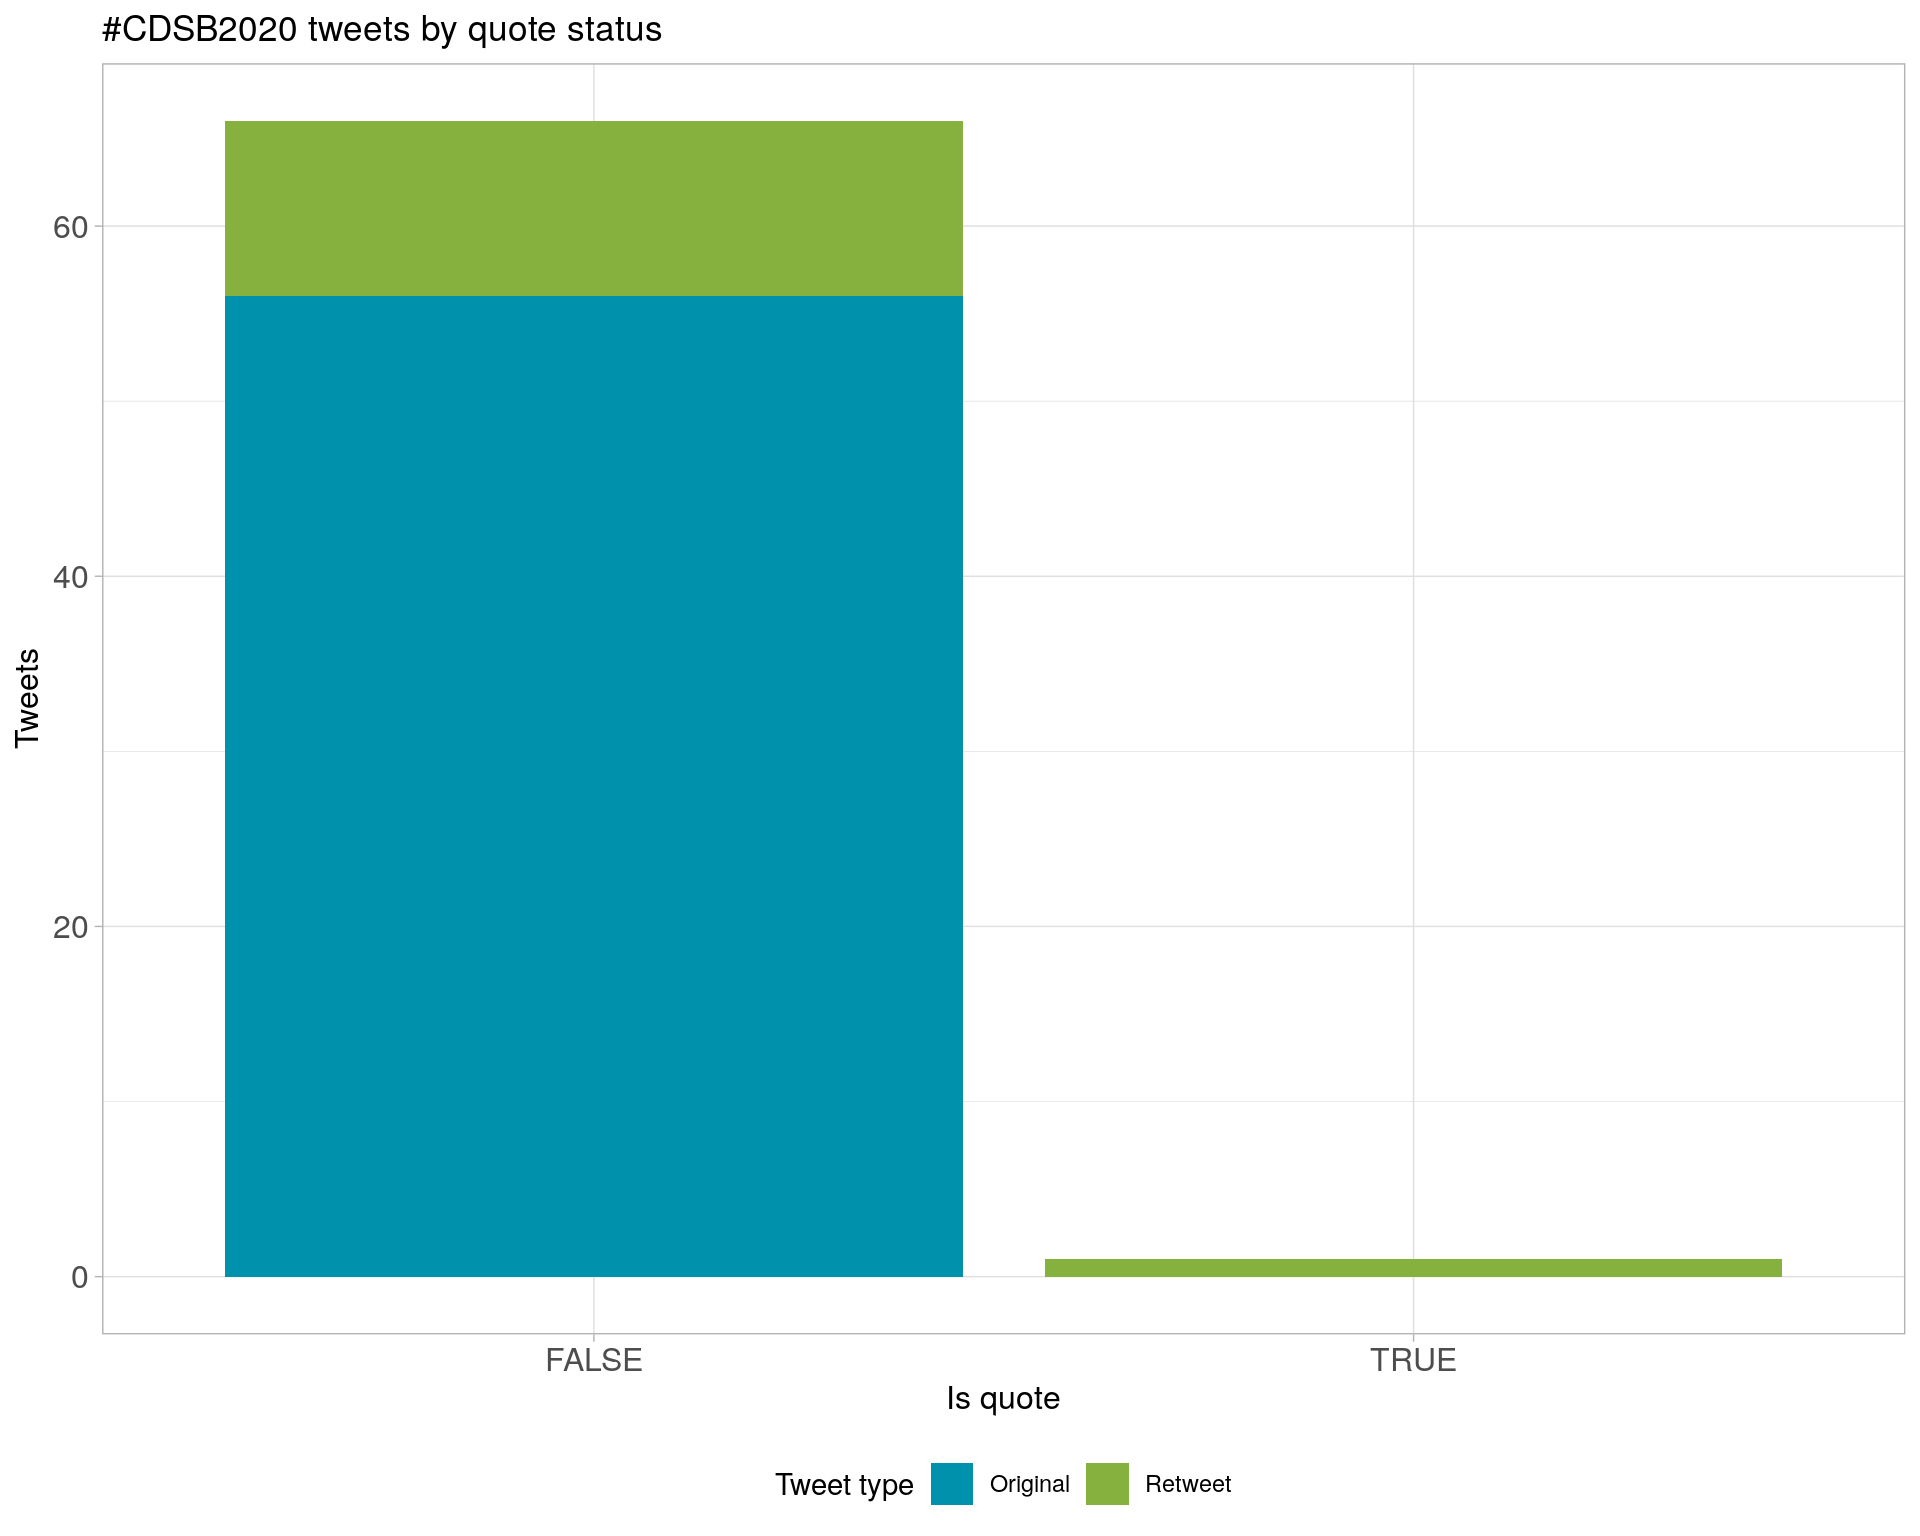 #CDSB2020 tweets by quote status
60
40
20
0
Tweets
FALSE TRUE
Is quote
Tweet type Original Retweet